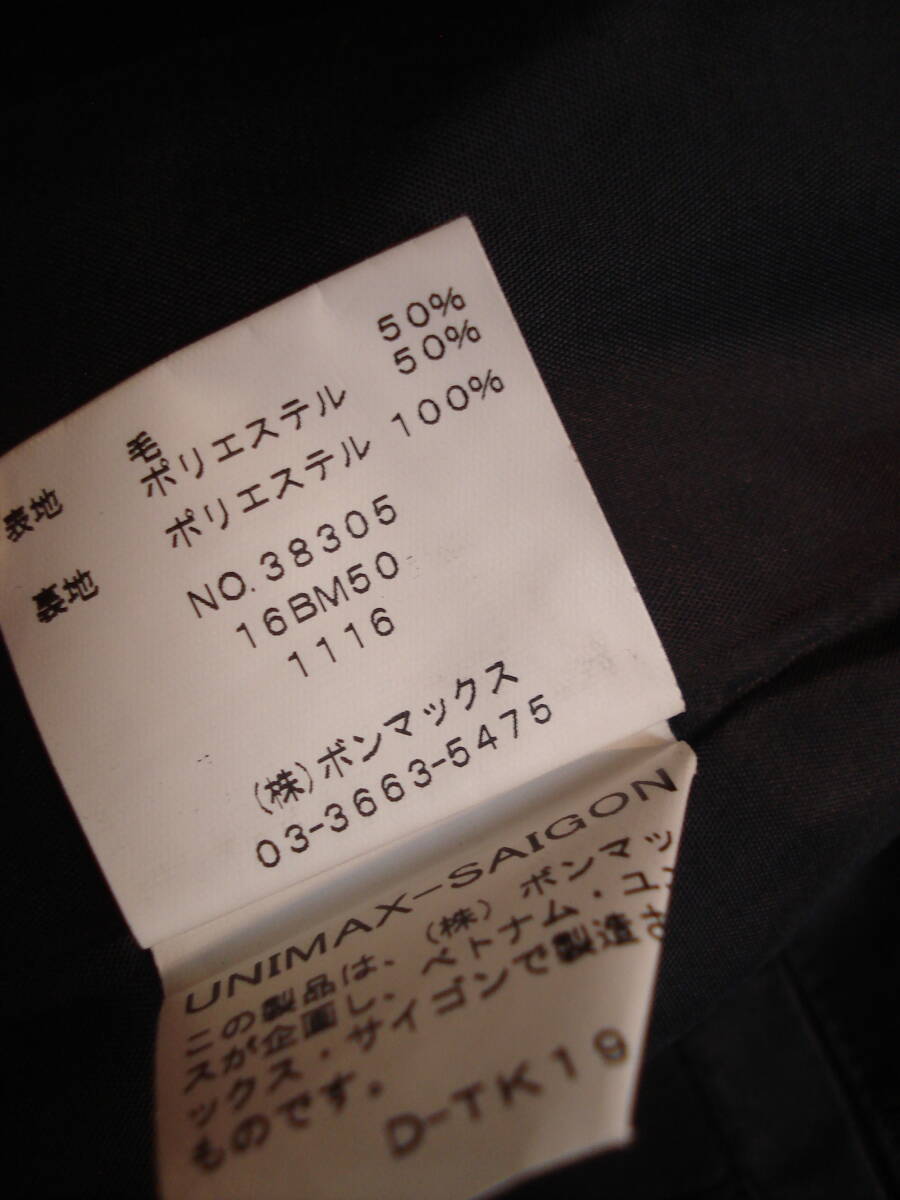 表地 毛 50%
ポリエステル 50%
裏地 ポリエステル 100%
NO.38305
16BM50
1116
(株)ボンマックス
03-3663-5475
UNIMAX-SAIGON
この製品は、(株)ボンマッ
スが企画し、ベトナム・ユ
ックス・サイゴンで製造さ
ものです。
D-TK19